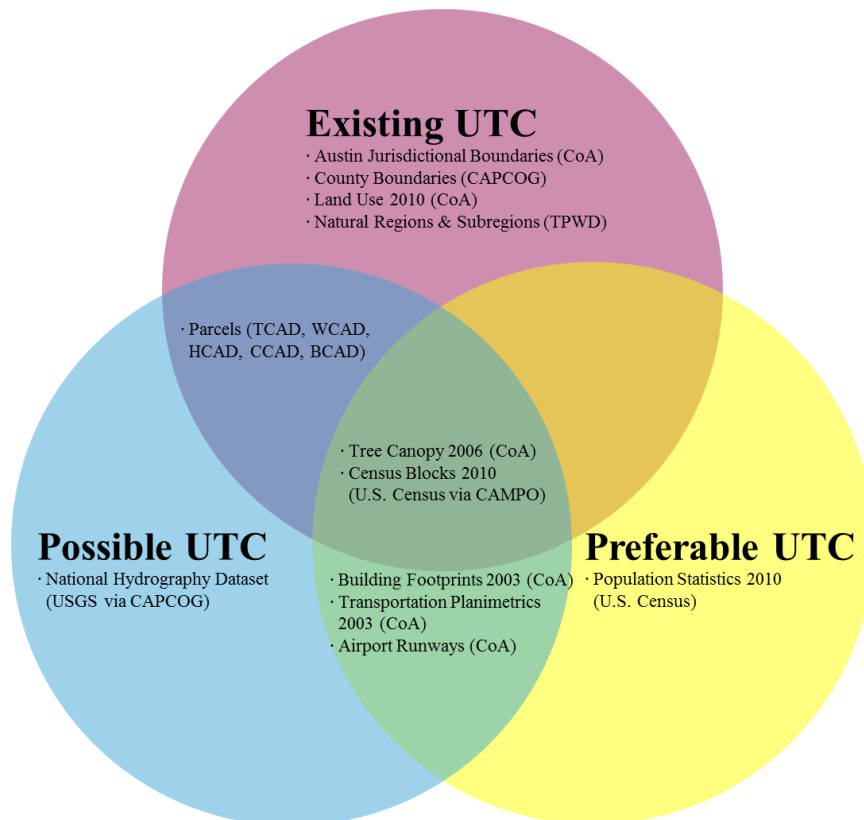 Existing UTC
· Austin Jurisdictional Boundaries (CoA)
· County Boundaries (CAPCOG)
· Land Use 2010 (CoA)
· Natural Regions & Subregions (TPWD)
· Parcels (TCAD, WCAD,
HCAD, CCAD, BCAD)
· Tree Canopy 2006 (CoA)
· Census Blocks 2010
(U.S. Census via CAMPO)
Possible UTC
· National Hydrography Dataset
(USGS via CAPCOG)
· Building Footprints 2003 (CoA)
· Transportation Planimetrics
2003 (CoA)
· Airport Runways (CoA)
Preferable UTC
· Population Statistics 2010
(U.S. Census)